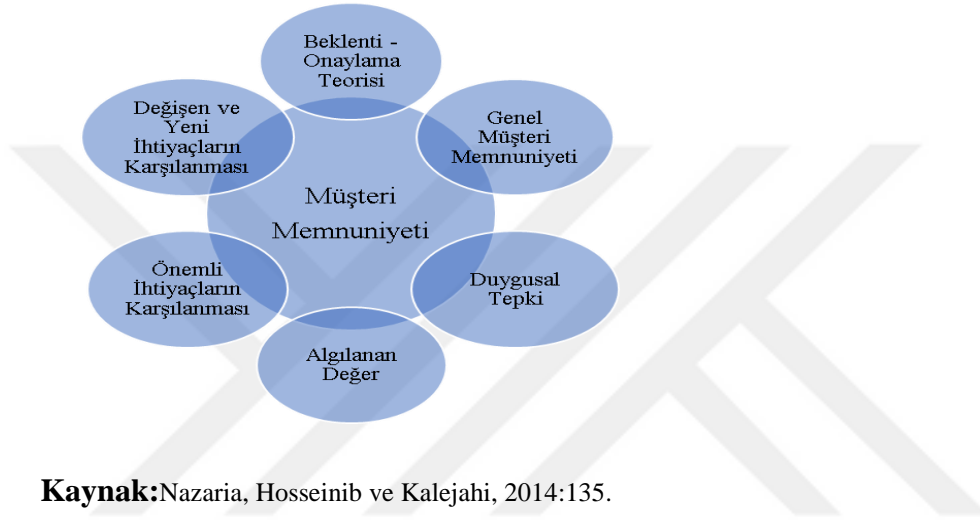 Beklenti -
Onaylama
Teorisi
Genel
Müşteri
Memnuniyeti
Duygusal
Tepki
Algılanan
Değer
Önemli
İhtiyaçların
Karşılanması
Değişen ve
Yeni
İhtiyaçların
Karşılanması
Müşteri
Memnuniyeti
Kaynak:Nazaria, Hosseinib ve Kalejahi, 2014:135.